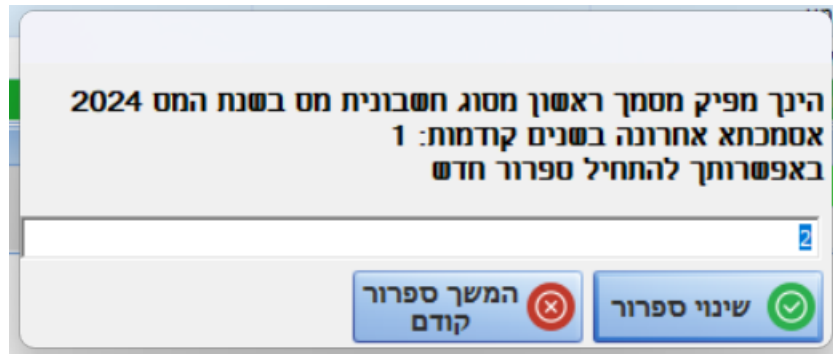 הינך מפיק מסמך ראשון מסוג חשבונית מס בשנת המס 2024
אסמכתא אחרונה בשנים קודמות: 1
באפשרותך להתחיל ספרור חדש
2
שינוי ספרור
המשך ספרור
קודם